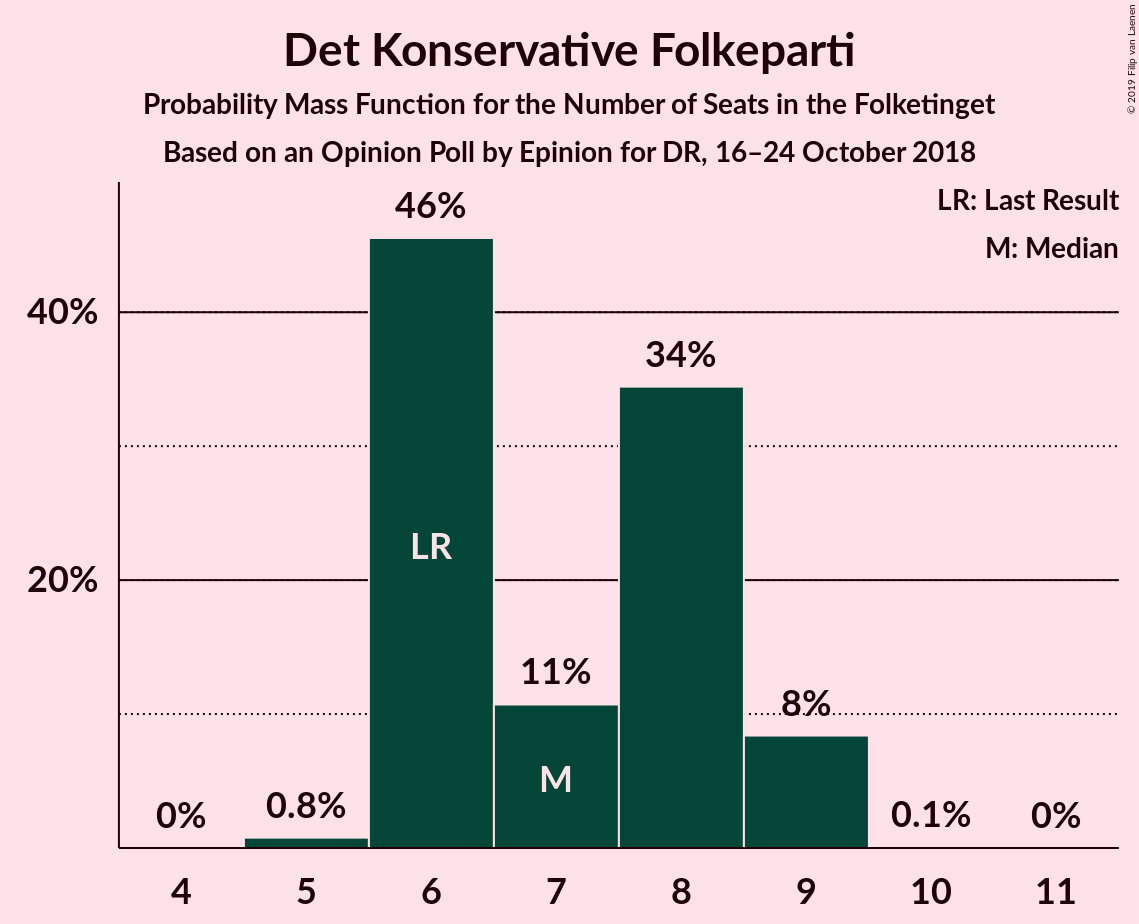 Det Konservative Folkeparti
Probability Mass Function for the Number of Seats in the Folketinget
Based on an Opinion Poll by Epinion for DR, 16–24 October 2018
© 2019 Filip van Laenen
LR: Last Result
M: Median
46%
40%
34%
LR
20%
11%
8%
M
0%
0.8%
0.1%
0%
4 5 6 7 8 9 10 11